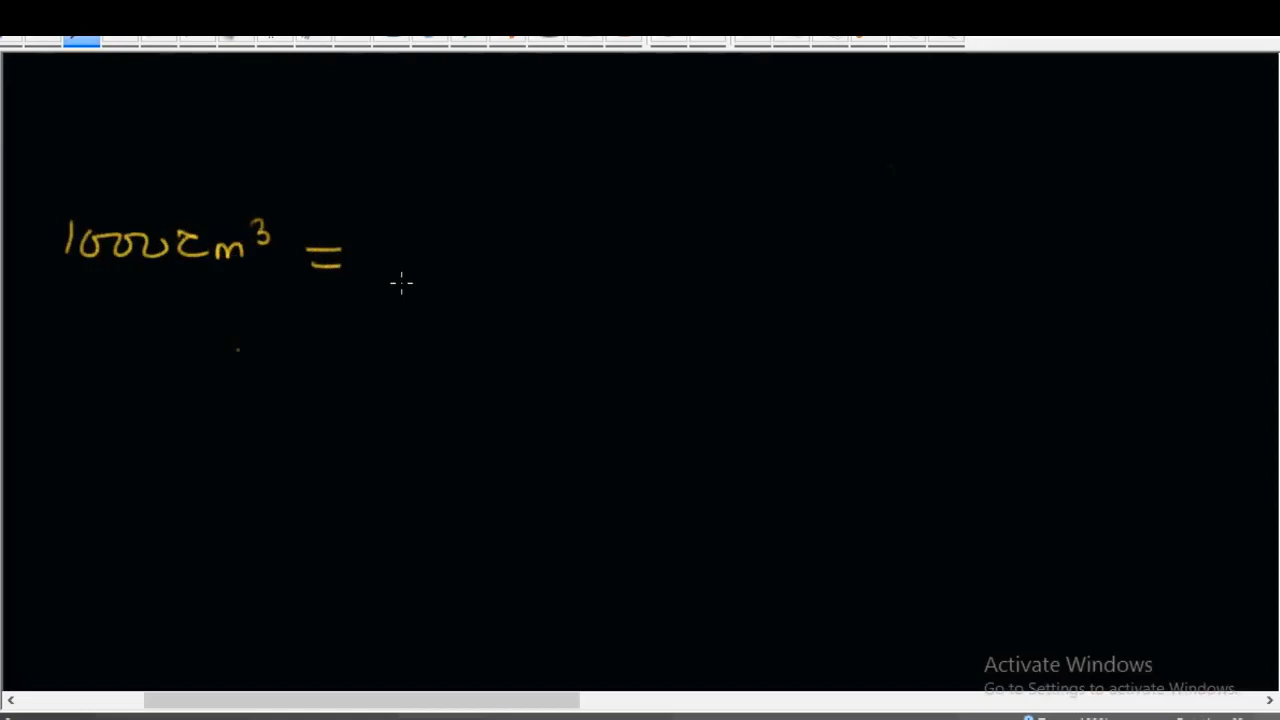 1000cm³ =
Activate Windows
Go to Settings to activate Windows.